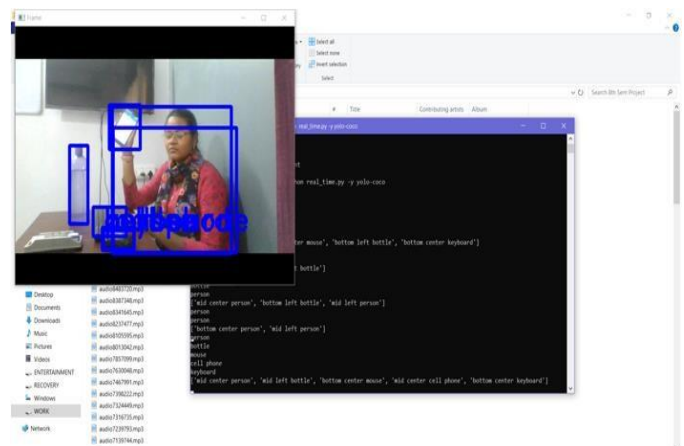 Frame
Select all
Select none
Invert selection
Select
Search 8th Sem Project
#
Title
Contributing artists
Album
real_time.py -y yolo-coco
real_time.py -y yolo-coco
mouse', 'bottom left bottle', 'bottom center keyboard']
bottle']
bottle
person
['mid center person', 'bottom left bottle', 'mid left person']
person
person
['bottom center person', 'mid left person']
person
bottle
mouse
cell phone
keyboard
['mid center person', 'mid left bottle', 'bottom center mouse', 'mid center cell phone', 'bottom center keyboard']
Desktop
Documents
Downloads
Music
Pictures
Videos
ENTERTAINMENT
RECOVERY
Windows
WORK
Network
audio8483720.mp3
audio8387346.mp3
audio8341645.mp3
audio8237477.mp3
audio8105595.mp3
audio8013042.mp3
audio7857699.mp3
audio7630048.mp3
audio7467991.mp3
audio7398222.mp3
audio7324449.mp3
audio7316735.mp3
audio7239793.mp3
audio7139744.mp3